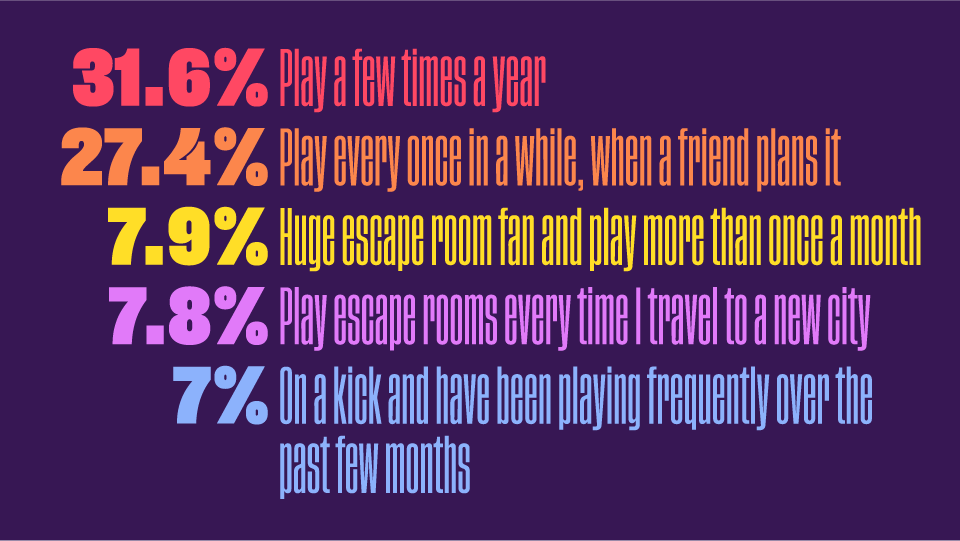 31.6% Play a few times a year
27.4% Play every once in a while, when a friend plans it
7.9% Huge escape room fan and play more than once a month
7.8% Play escape rooms every time I travel to a new city
7% On a kick and have been playing frequently over the
past few months